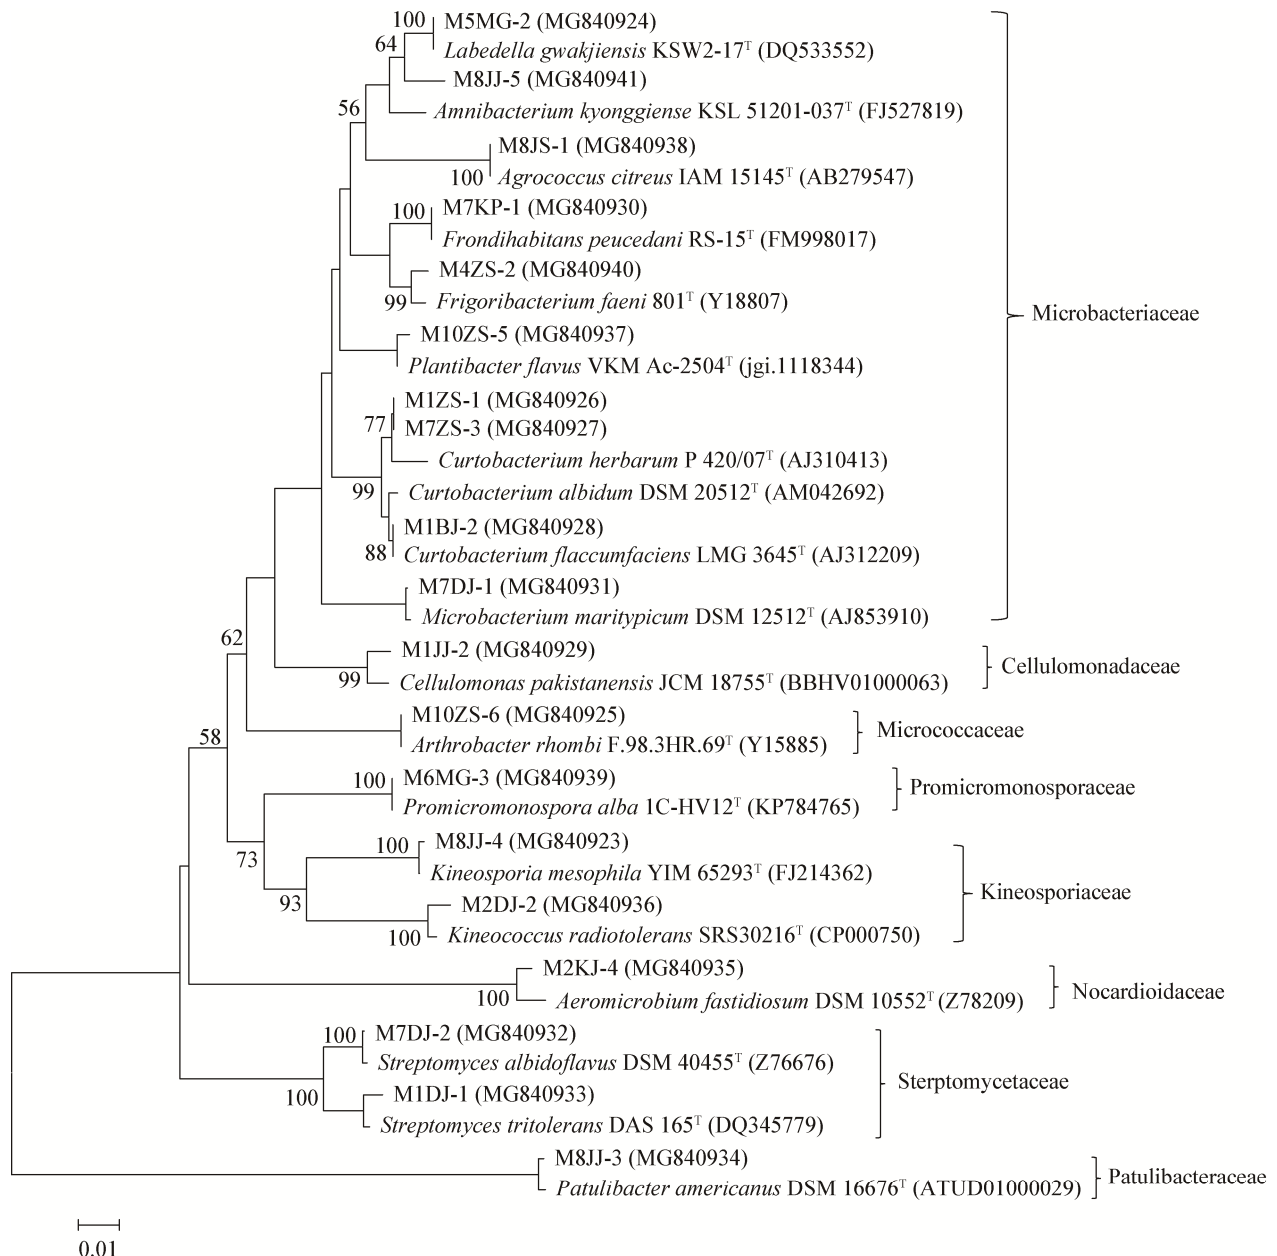 100 M5MG-2 (MG840924)
64
Labedella gwakjiensis KSW2-17ᵀ (DQ533552)
M8JJ-5 (MG840941)
56
Amnibacterium kyonggiense KSL 51201-037ᵀ (FJ527819)
M8JS-1 (MG840938)
100 Agrococcus citreus IAM 15145ᵀ (AB279547)
100 M7KP-1 (MG840930)
Frondihabitans peucedani RS-15ᵀ (FM998017)
M4ZS-2 (MG840940)
99 Frigoribacterium faeni 801ᵀ (Y18807)
Microbacteriaceae
M10ZS-5 (MG840937)
Plantibacter flavus VKM Ac-2504ᵀ (jgi.1118344)
M1ZS-1 (MG840926)
77
M7ZS-3 (MG840927)
Curtobacterium herbarum P 420/07ᵀ (AJ310413)
99
Curtobacterium albidum DSM 20512ᵀ (AM042692)
M1BJ-2 (MG840928)
88 Curtobacterium flaccumfaciens LMG 3645ᵀ (AJ312209)
M7DJ-1 (MG840931)
Microbacterium maritypicum DSM 12512ᵀ (AJ853910)
62
M1JJ-2 (MG840929)
Cellulomonadaceae
99 Cellulomonas pakistanensis JCM 18755ᵀ (BBHV01000063)
M10ZS-6 (MG840925)
Micrococcaceae
58
Arthrobacter rhombi F.98.3HR.69ᵀ (Y15885)
100 M6MG-3 (MG840939)
Promicromonosporaceae
Promicromonospora alba 1C-HV12ᵀ (KP784765)
100 M8JJ-4 (MG840923)
73
Kineosporia mesophila YIM 65293ᵀ (FJ214362)
Kineosporiaceae
93 M2DJ-2 (MG840936)
100 Kineococcus radiotolerans SRS30216ᵀ (CP000750)
M2KJ-4 (MG840935)
Nocardioidaceae
100 Aeromicrobium fastidiosum DSM 10552ᵀ (Z78209)
100 M7DJ-2 (MG840932)
Streptomyces albidoflavus DSM 40455ᵀ (Z76676)
Sterptomycetaceae
100 M1DJ-1 (MG840933)
Streptomyces tritolerans DAS 165ᵀ (DQ345779)
M8JJ-3 (MG840934)
Patulibacteraceae
Patulibacter americanus DSM 16676ᵀ (ATUD01000029)
0.01